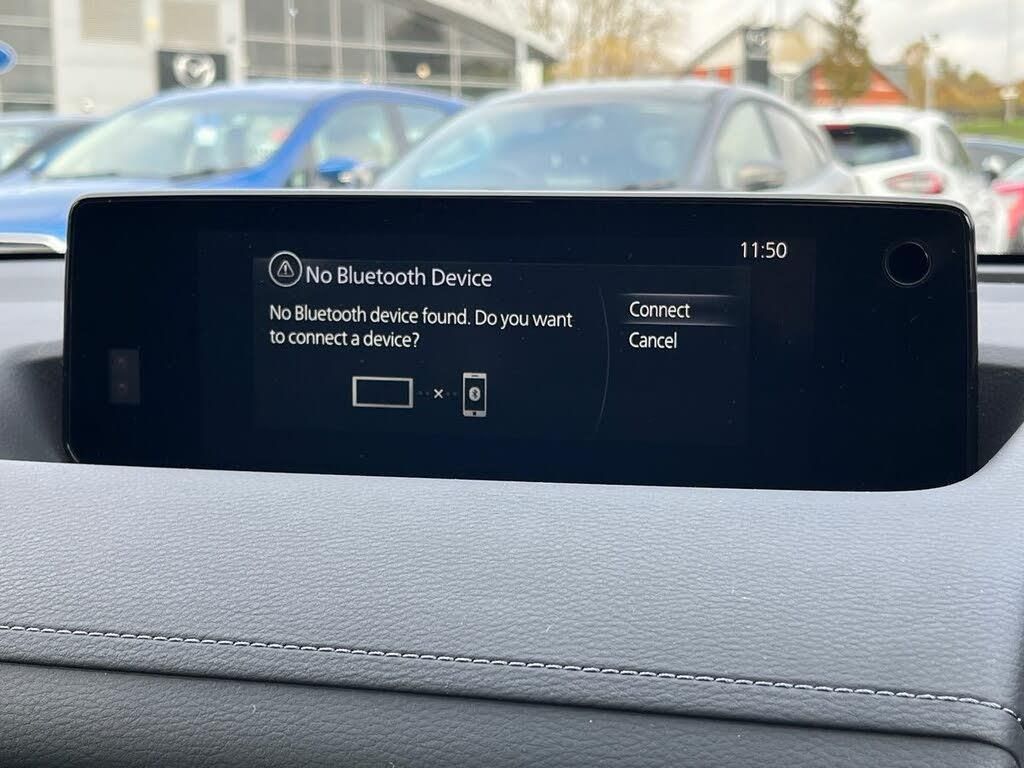 11:50
No Bluetooth Device
No Bluetooth device found. Do you want
to connect a device?
Connect
Cancel